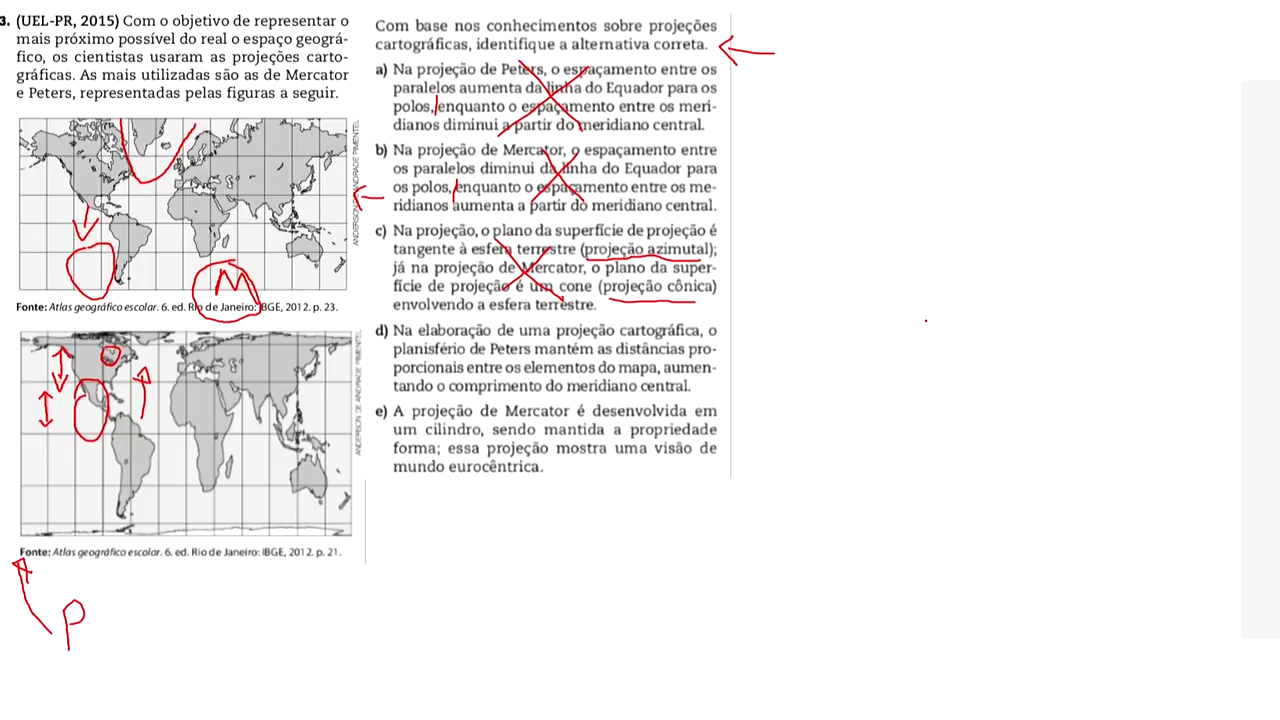 3. (UEL-PR, 2015) Com o objetivo de representar o
mais próximo possível do real o espaço geográ-
fico, os cientistas usaram as projeções carto-
gráficas. As mais utilizadas são as de Mercator
e Peters, representadas pelas figuras a seguir.
ANDERSON ANDRADE PIMENTEL
M
Fonte: Atlas geográfico escolar. 6. ed. Rio de Janeiro: IBGE, 2012. p. 23.
ANDERSON DE ANDRADE PIMENTEL
Fonte: Atlas geográfico escolar. 6. ed. Rio de Janeiro: IBGE, 2012. p. 21.
P
Com base nos conhecimentos sobre projeções
cartográficas, identifique a alternativa correta.
a) Na projeção de Peters, o espaçamento entre os
paralelos aumenta da linha do Equador para os
polos, enquanto o espaçamento entre os meri-
dianos diminui a partir do meridiano central.
b) Na projeção de Mercator, o espaçamento entre
os paralelos diminui da linha do Equador para
os polos, enquanto o espaçamento entre os me-
ridianos aumenta a partir do meridiano central.
c) Na projeção, o plano da superfície de projeção é
tangente à esfera terrestre (projeção azimutal);
já na projeção de Mercator, o plano da super-
fície de projeção é um cone (projeção cônica)
envolvendo a esfera terrestre.
d) Na elaboração de uma projeção cartográfica, o
planisfério de Peters mantém as distâncias pro-
porcionais entre os elementos do mapa, aumen-
tando o comprimento do meridiano central.
e) A projeção de Mercator é desenvolvida em
um cilindro, sendo mantida a propriedade
forma; essa projeção mostra uma visão de
mundo eurocêntrica.